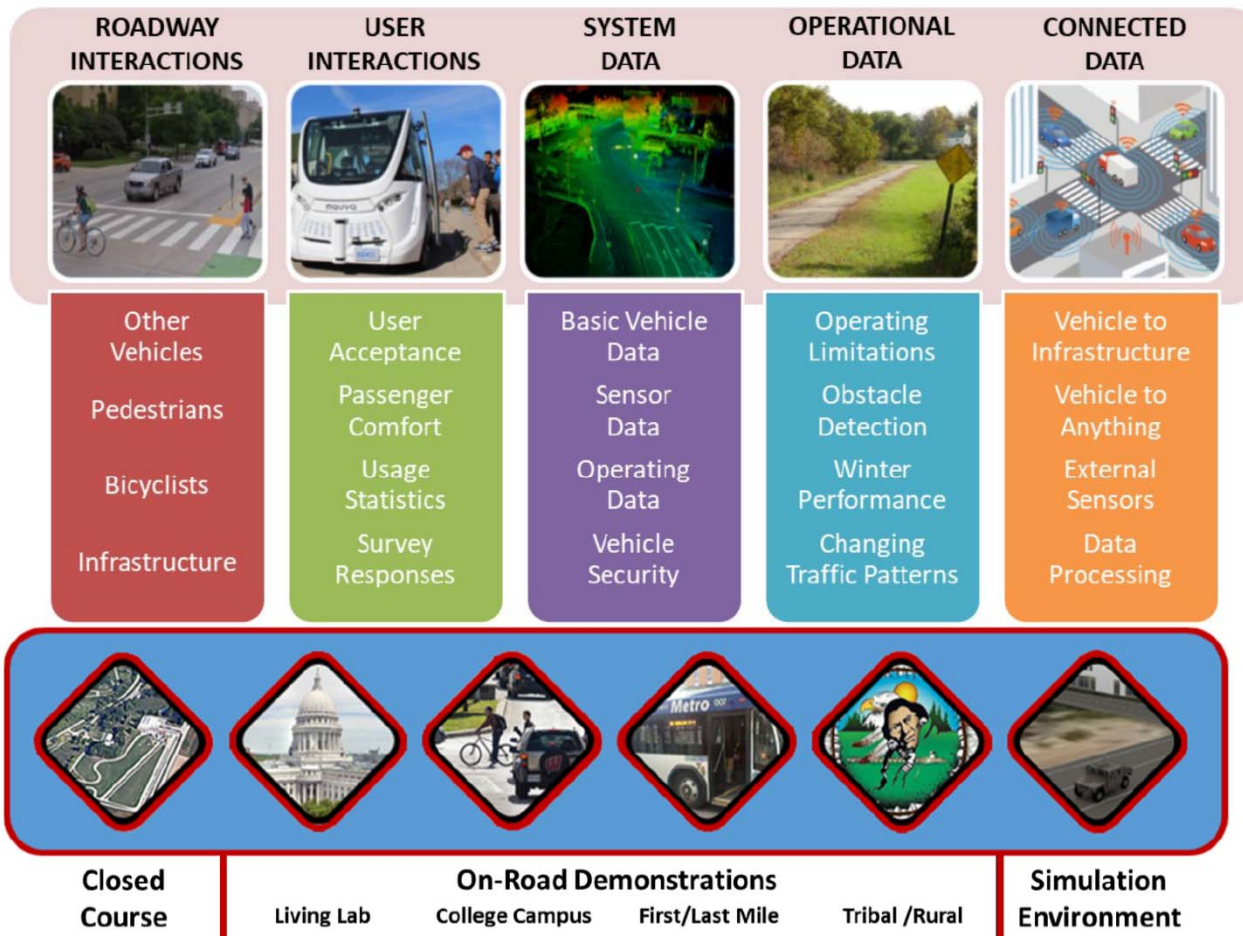 ROADWAY
INTERACTIONS
USER
INTERACTIONS
SYSTEM
DATA
OPERATIONAL
DATA
CONNECTED
DATA
nauya
Other
Vehicles
Pedestrians
Bicyclists
Infrastructure
User
Acceptance
Passenger
Comfort
Usage
Statistics
Survey
Responses
Basic Vehicle
Data
Sensor
Data
Operating
Data
Vehicle
Security
Operating
Limitations
Obstacle
Detection
Winter
Performance
Changing
Traffic Patterns
Vehicle to
Infrastructure
Vehicle to
Anything
External
Sensors
Data
Processing
Metro
Closed
Course
On-Road Demonstrations
Living Lab
College Campus
First/Last Mile
Tribal /Rural
Simulation
Environment